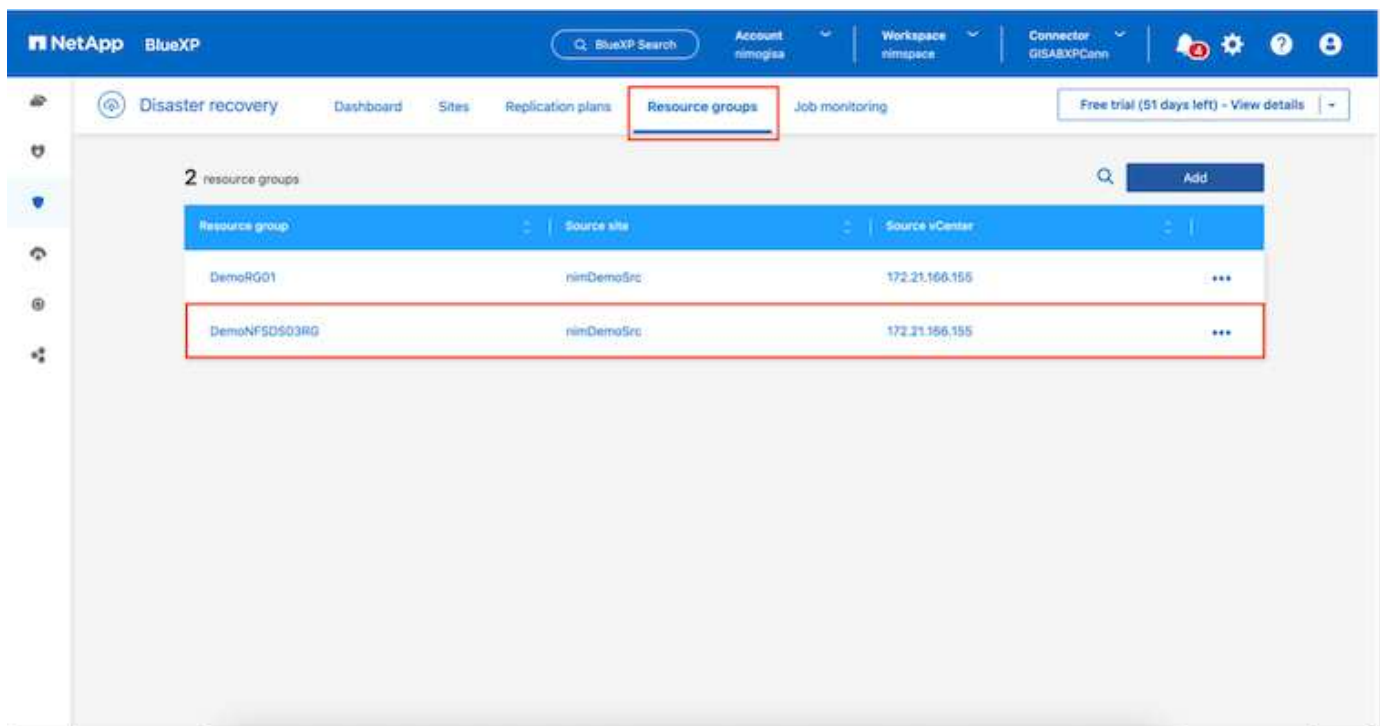 NetApp BlueXP
BlueXP Search
Account
nimogisa
Workspace
nimspace
Connector
GISABXPConn
4
Disaster recovery
Dashboard
Sites
Replication plans
Resource groups
Job monitoring
Free trial (51 days left) - View details
2 resource groups
Add
Resource group
Source site
Source vCenter
DemoRG01
nimDemoSrc
172.21.166.155
DemoNFSDS03RG
nimDemoSrc
172.21.166.155